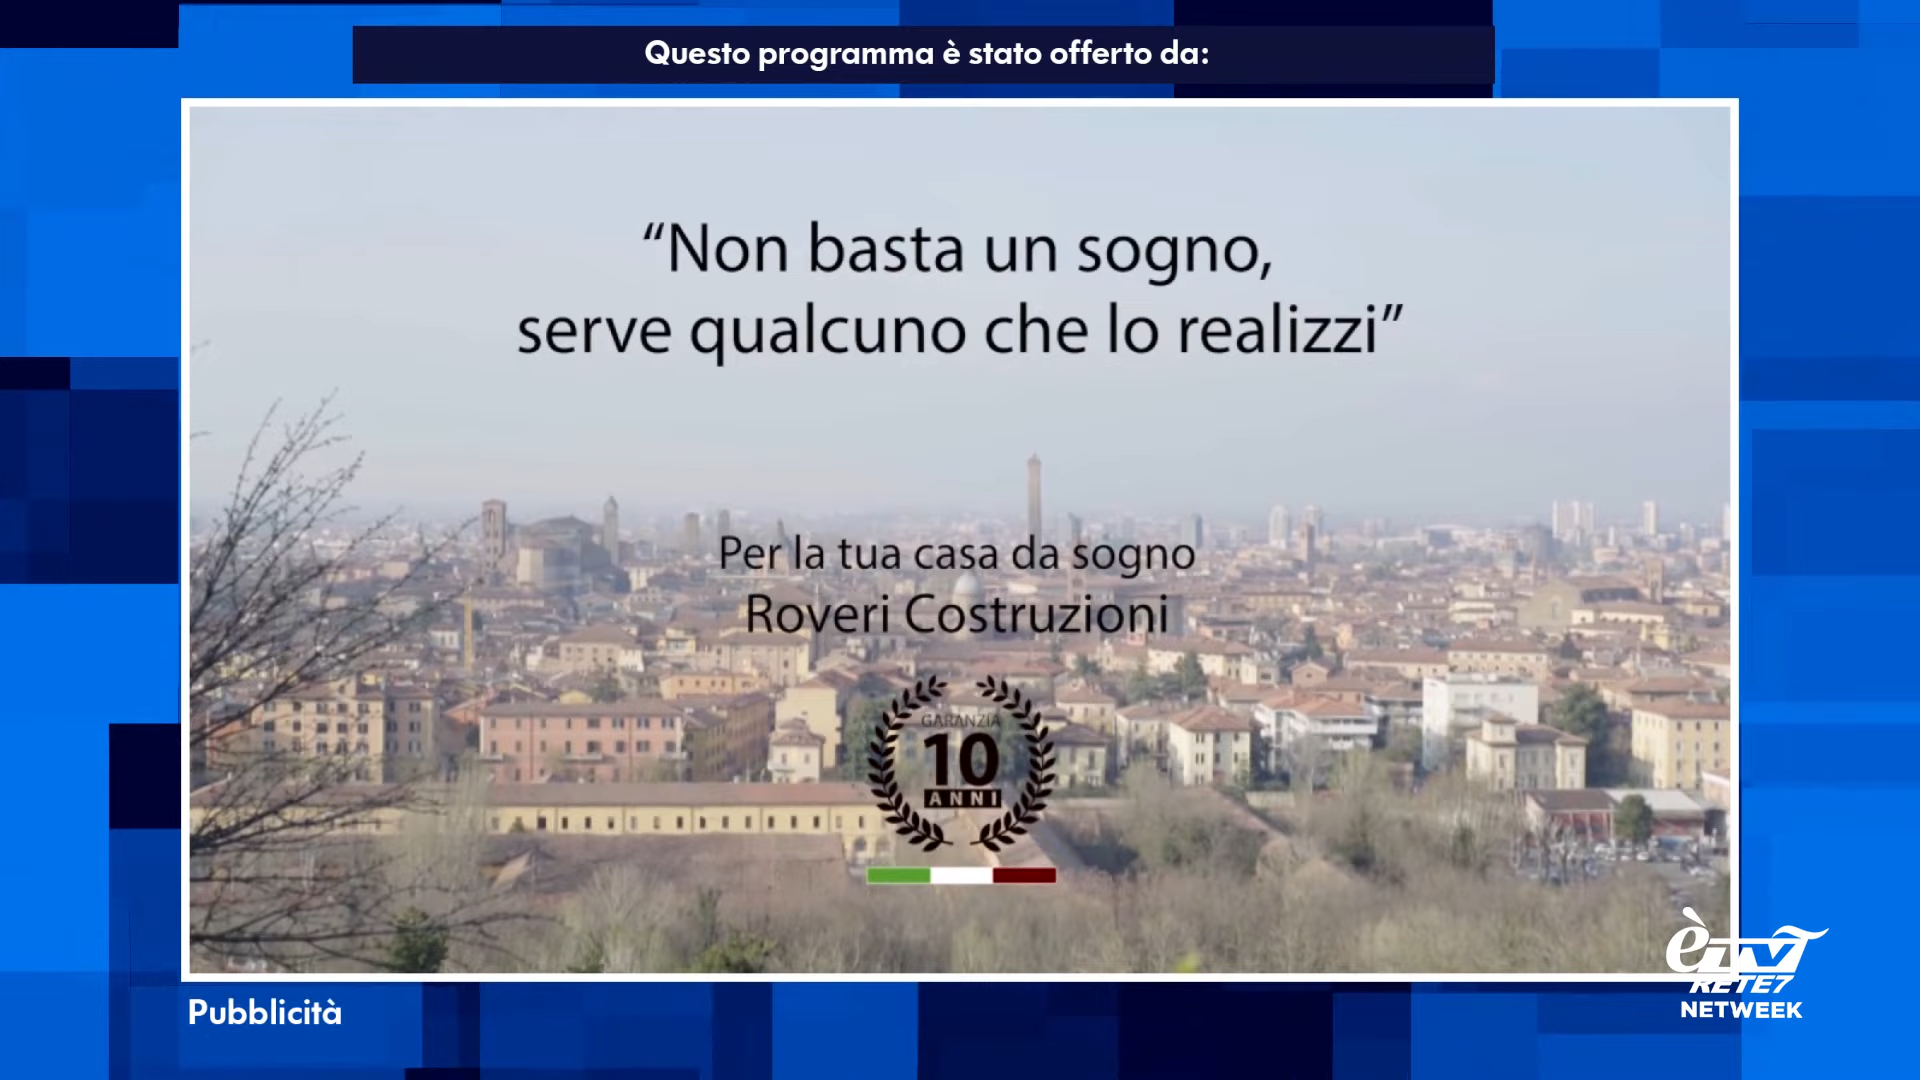 Questo programma è stato offerto da:
“Non basta un sogno,
serve qualcuno che lo realizzi”
Per la tua casa da sogno
Roveri Costruzioni
GARANZIA
10
ANNI
Pubblicità
èTV
RETE7
NETWEEK